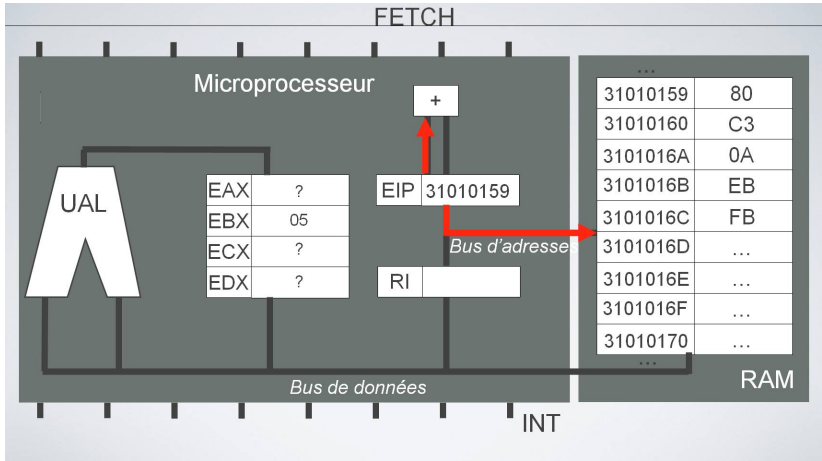 FETCH
Microprocesseur
+
...
31010159 80
31010160 C3
3101016A 0A
3101016B EB
3101016C FB
3101016D ...
3101016E ...
3101016F ...
31010170 ...
...
UAL
EAX ?
EBX 05
ECX ?
EDX ?
EIP 31010159
Bus d'adresses
RI
Bus de données
RAM
INT